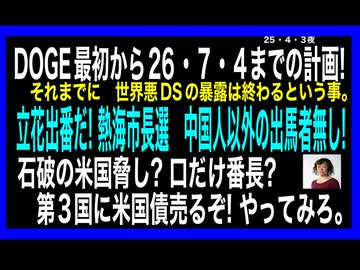 25・4・3夜
DOGE最初から26・7・4までの計画!
それまでに　世界悪DSの暴露は終わるという事。
立花出番だ! 熱海市長選　中国人以外の出馬者無し!
石破の米国脅し? 口だけ番長?
第3国に米国債売るぞ! やってみろ。